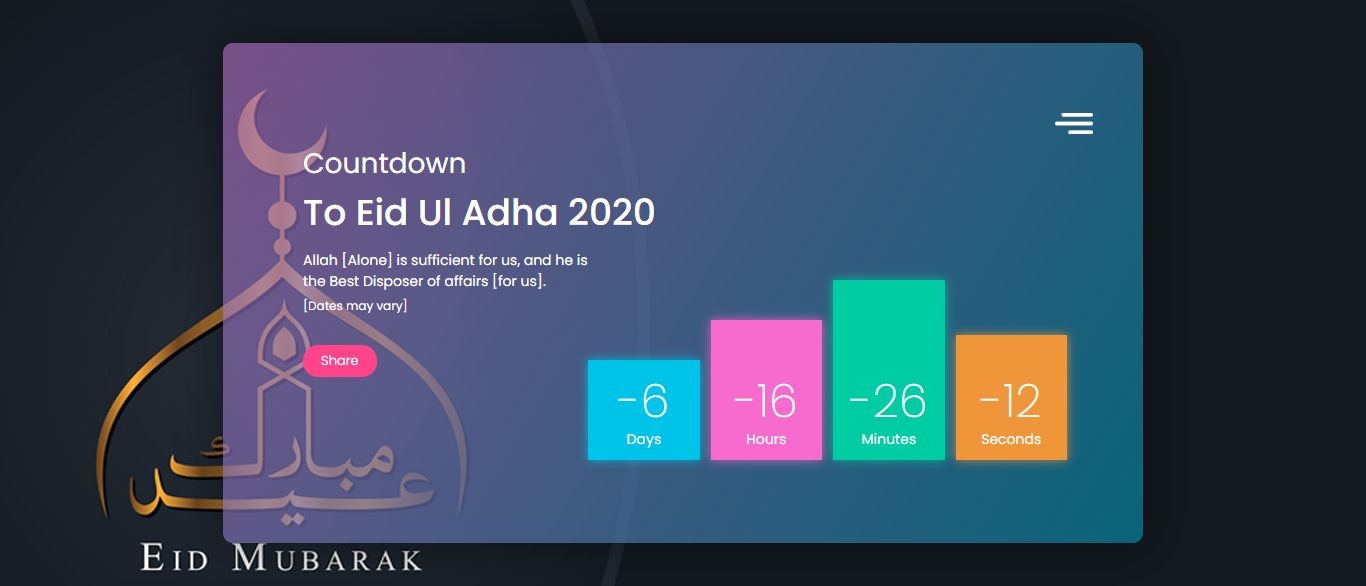 Countdown
To Eid Ul Adha 2020
Allah [Alone] is sufficient for us, and he is
the Best Disposer of affairs [for us].
[Dates may vary]
Share
-6
Days
-16
Hours
-26
Minutes
-12
Seconds
عيد مبارك
EID MUBARAK